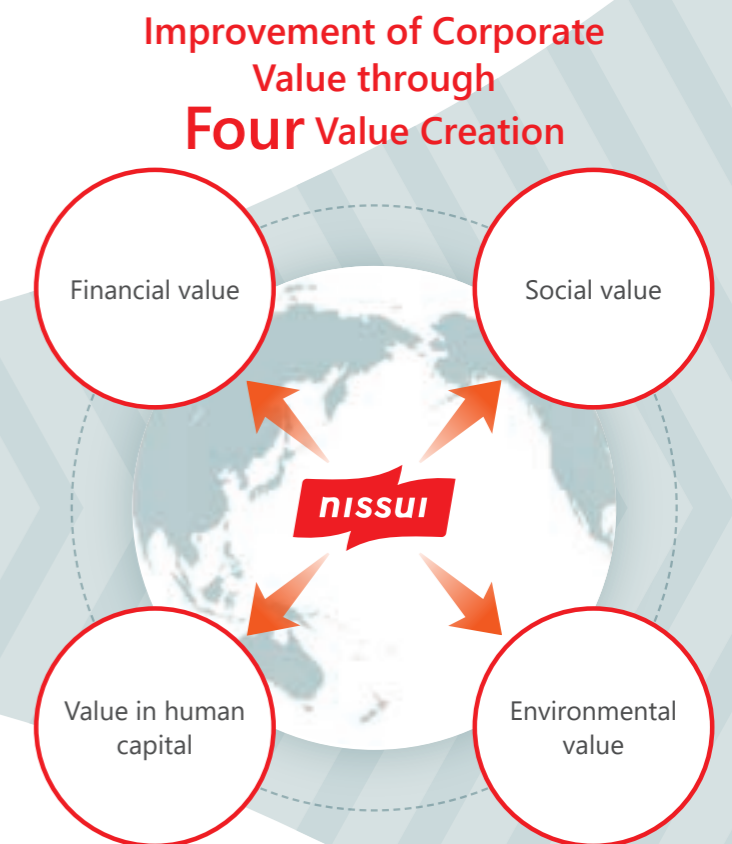 Improvement of Corporate
Value through
Four Value Creation
Financial value
Social value
nissui
Value in human
capital
Environmental
value